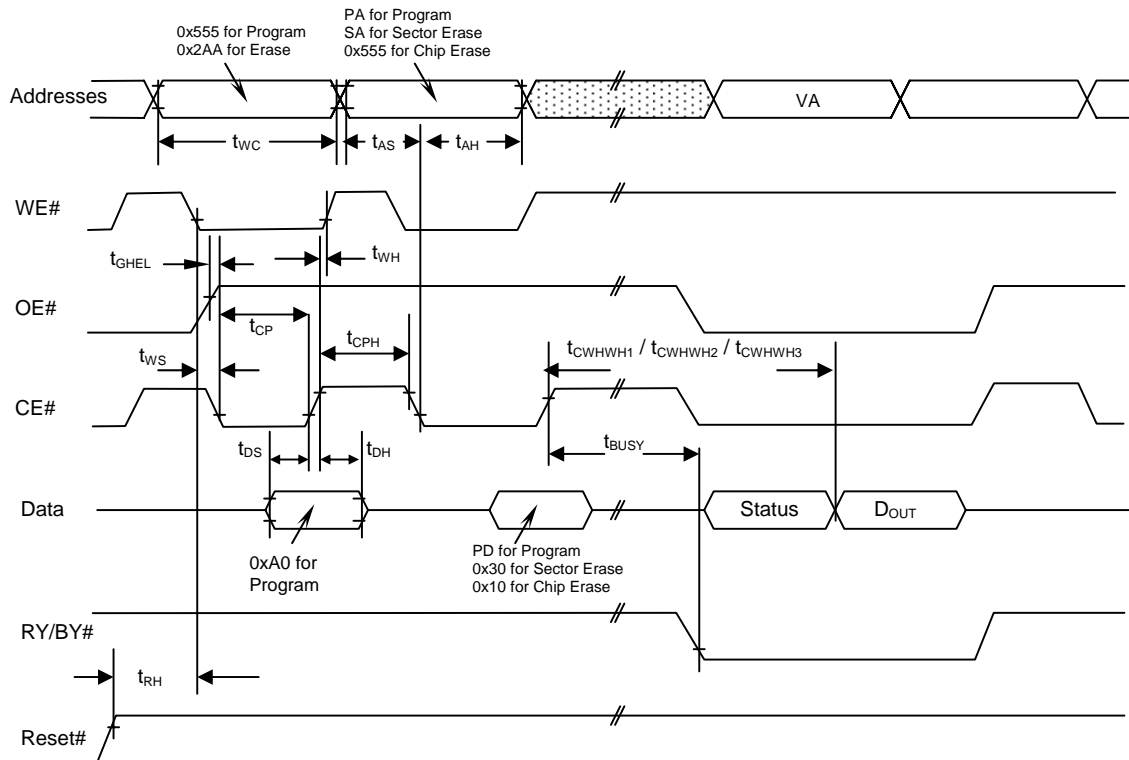 0x555 for Program
0x2AA for Erase
PA for Program
SA for Sector Erase
0x555 for Chip Erase
Addresses
VA
tWC
tAS
tAH
WE#
tGHEL
tWH
OE#
tCP
tCPH
tWS
tCWHWH1 / tCWHWH2 / tCWHWH3
CE#
tDS
tDH
tBUSY
Data
Status
DOUT
0xA0 for
Program
PD for Program
0x30 for Sector Erase
0x10 for Chip Erase
RY/BY#
tRH
Reset#